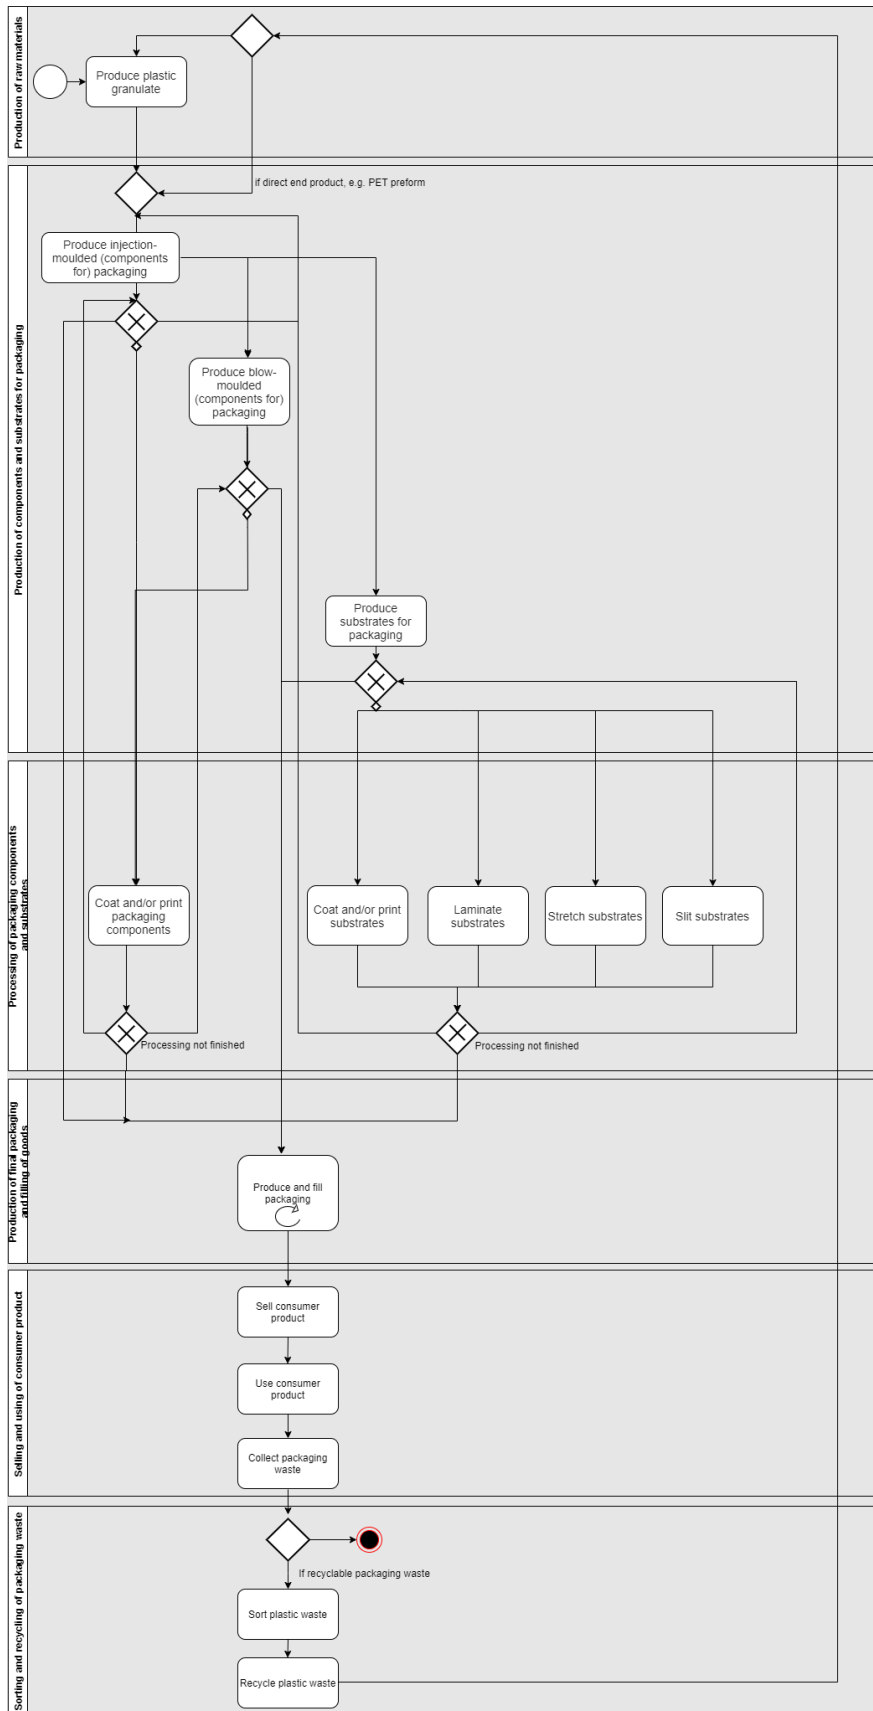 Production of raw materials
Produce plastic
granulate
if direct end product, e.g. PET preform
Production of components and substrates for packaging
Produce injection-
moulded (components
for) packaging
Produce blow-
moulded
(components for)
packaging
Produce
substrates for
packaging
Processing of packaging components
and substrates
Coat and/or print
packaging
components
Coat and/or print
substrates
Laminate
substrates
Stretch substrates
Slit substrates
Processing not finished
Processing not finished
Production of final packaging
and filling of goods
Produce and fill
packaging
Selling and using of consumer product
Sell consumer
product
Use consumer
product
Collect packaging
waste
Sorting and recycling of packaging waste
If recyclable packaging waste
Sort plastic waste
Recycle plastic waste